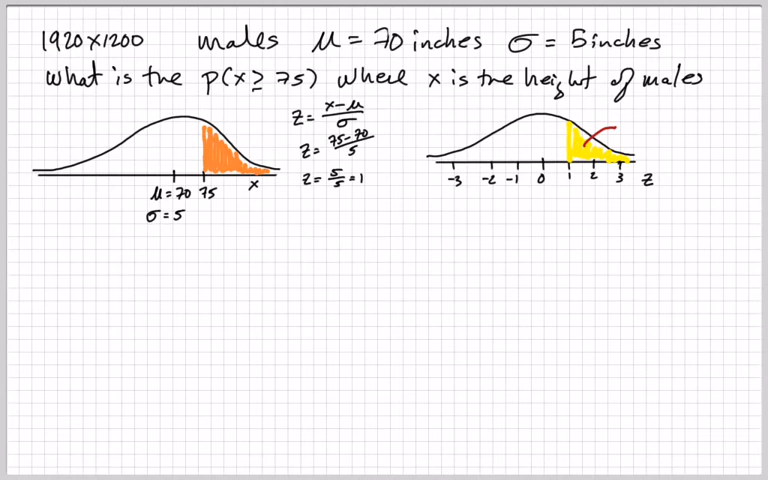 1920x1200 males μ = 70 inches σ = 5 inches
What is the p(x ≥ 75) where x is the height of males
μ = 70 75 x
σ = 5
z = x-μ/σ
z = 75-70/5
z = 5/5 = 1
-3 -2 -1 0 1 2 3 z